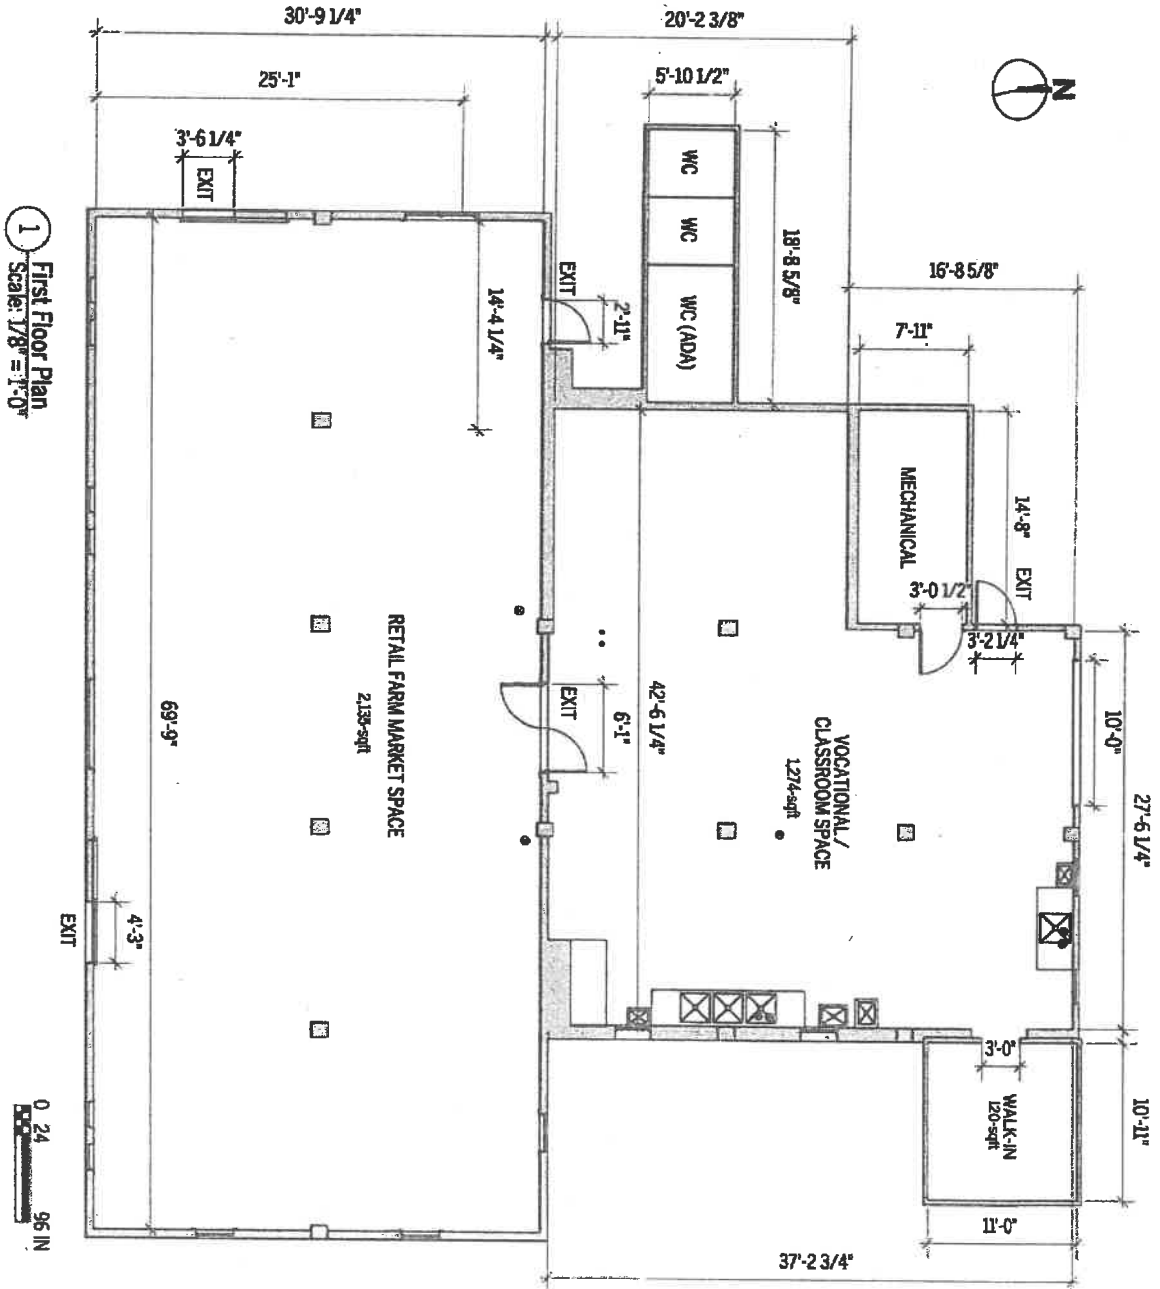 30'-9 1/4"
20'-2 3/8"
25'-1"
5'-10 1/2"
N
3'-6 1/4"
EXIT
WC
WC
WC (ADA)
18'-8 5/8"
16'-8 5/8"
EXIT
2'-11"
14'-4 1/4"
7'-11"
MECHANICAL
14'-8"
EXIT
3'-0 1/2"
3'-2 1/4"
10'-0"
27'-6 1/4"
1
First Floor Plan
Scale: 1/8" = 1'-0"
RETAIL FARM MARKET SPACE
2,135-sqft
69'-9"
EXIT
6'-1"
42'-6 1/4"
VOCATIONAL /
CLASSROOM SPACE
1,274-sqft
4'-3"
EXIT
3'-0"
WALK-IN
120-sqft
10'-11"
11'-0"
37'-2 3/4"
0 24 96 IN